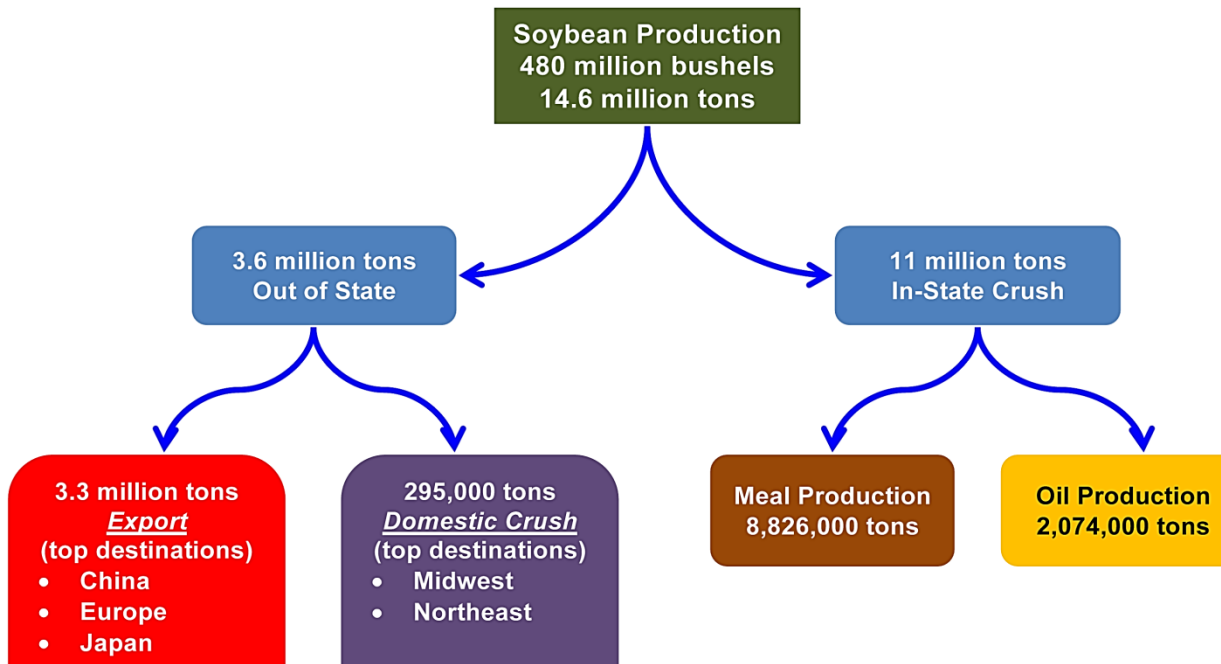 Soybean Production
480 million bushels
14.6 million tons
3.6 million tons
Out of State
11 million tons
In-State Crush
3.3 million tons
Export
(top destinations)
• China
• Europe
• Japan
295,000 tons
Domestic Crush
(top destinations)
• Midwest
• Northeast
Meal Production
8,826,000 tons
Oil Production
2,074,000 tons